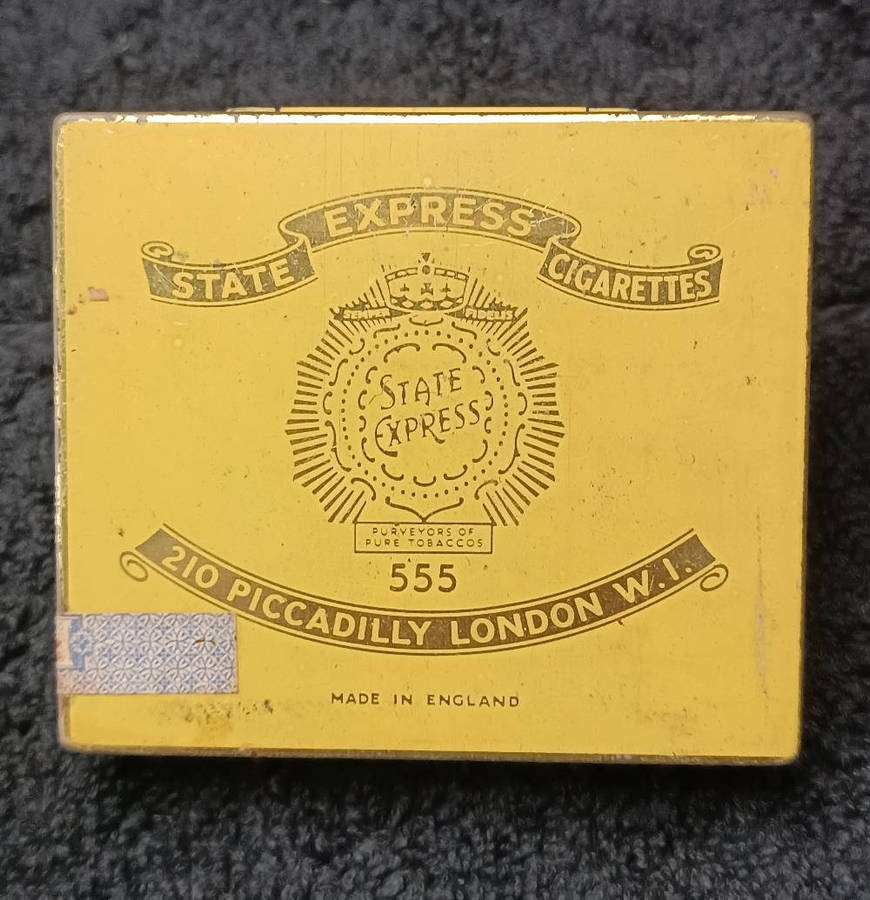 STATE EXPRESS CIGARETTES
SEMPER FIDELIS
STATE
EXPRESS
PURVEYORS OF
PURE TOBACCOS
555
210 PICCADILLY LONDON W.I.
MADE IN ENGLAND